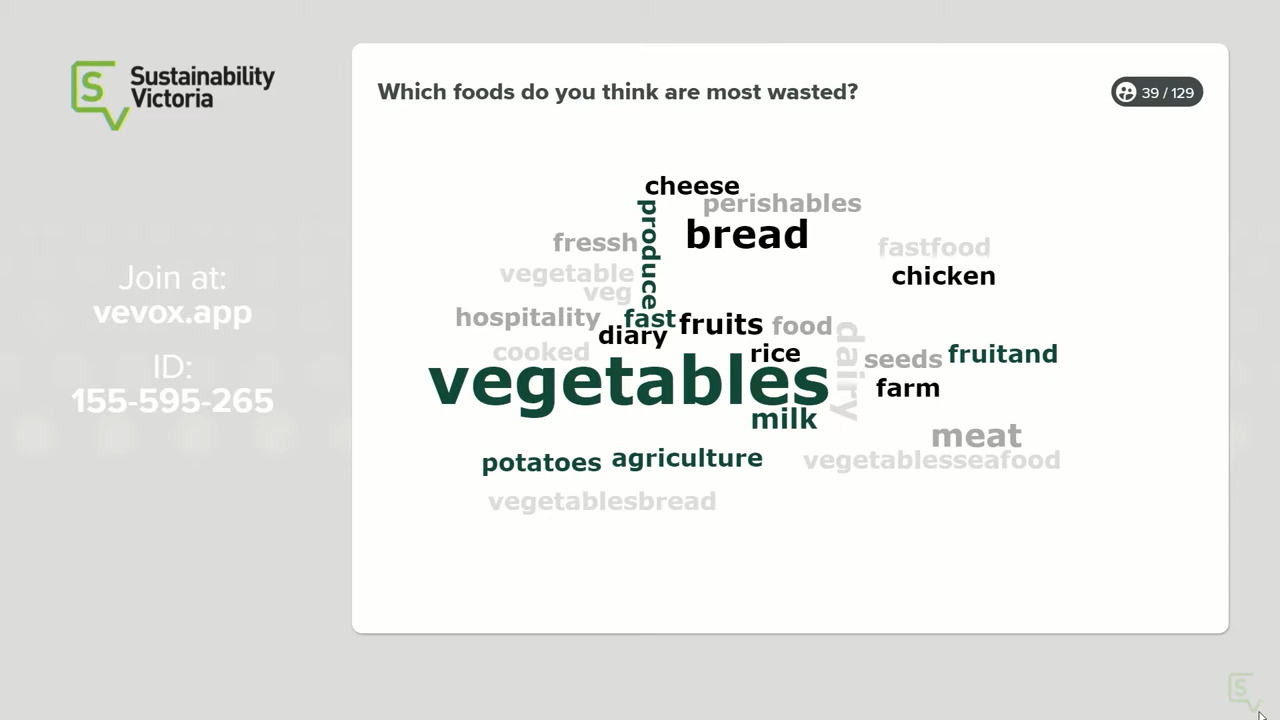 Sustainability
Victoria
Which foods do you think are most wasted?
39 / 129
Join at:
vevox.app
ID:
155-595-265
cheese
perishables
produce
bread
fressh
fastfood
vegetable
chicken
veg
hospitality
fast
fruits
food
diary
dairy
cooked
rice
seeds
fruitand
vegetables
farm
milk
meat
potatoes
agriculture
vegetablesseafood
vegetablesbread